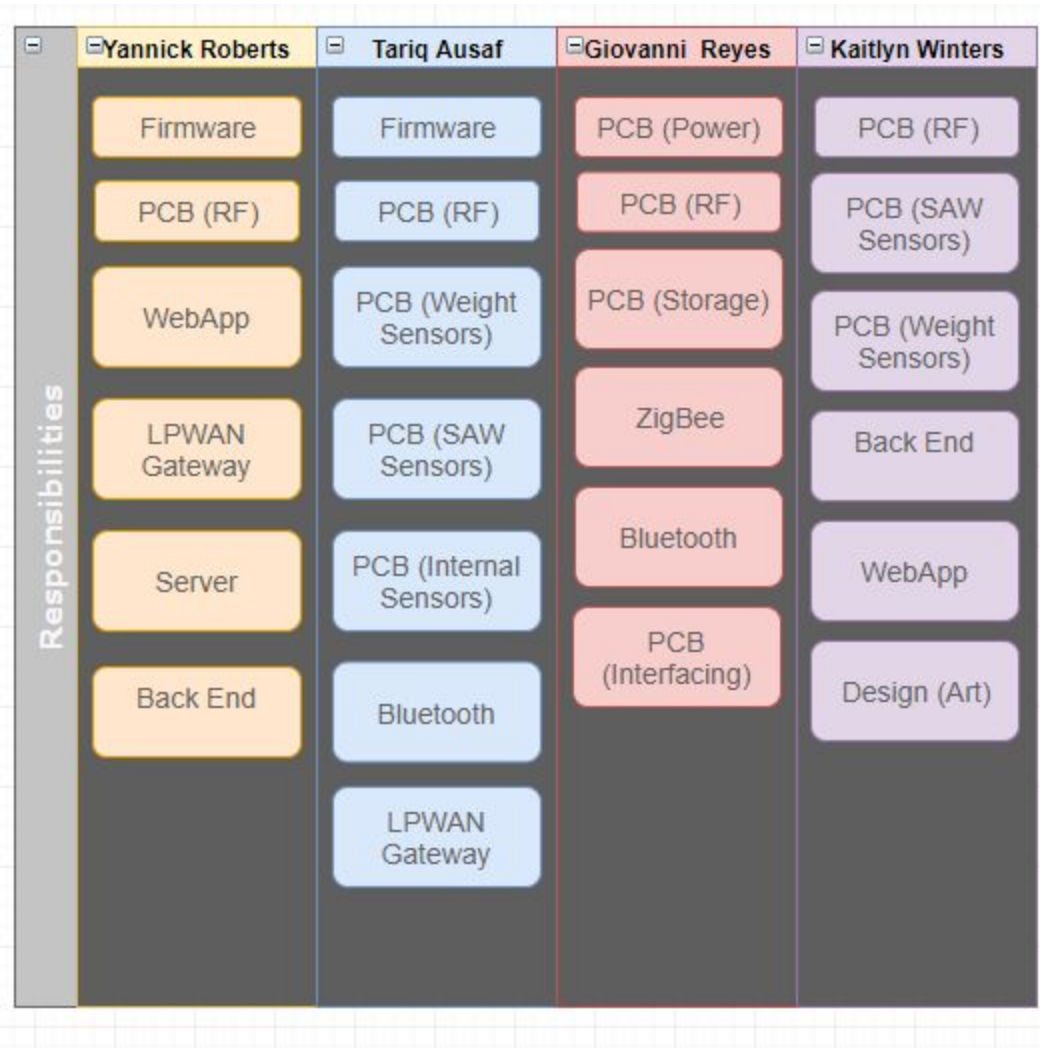 Yannick Roberts
Tariq Ausaf
Giovanni Reyes
Kaitlyn Winters
Responsibilities
Firmware
PCB (RF)
WebApp
LPWAN
Gateway
Server
Back End
Firmware
PCB (RF)
PCB (Weight
Sensors)
PCB (SAW
Sensors)
PCB (Internal
Sensors)
Bluetooth
LPWAN
Gateway
PCB (Power)
PCB (RF)
PCB (Storage)
ZigBee
Bluetooth
PCB
(Interfacing)
PCB (RF)
PCB (SAW
Sensors)
PCB (Weight
Sensors)
Back End
WebApp
Design (Art)